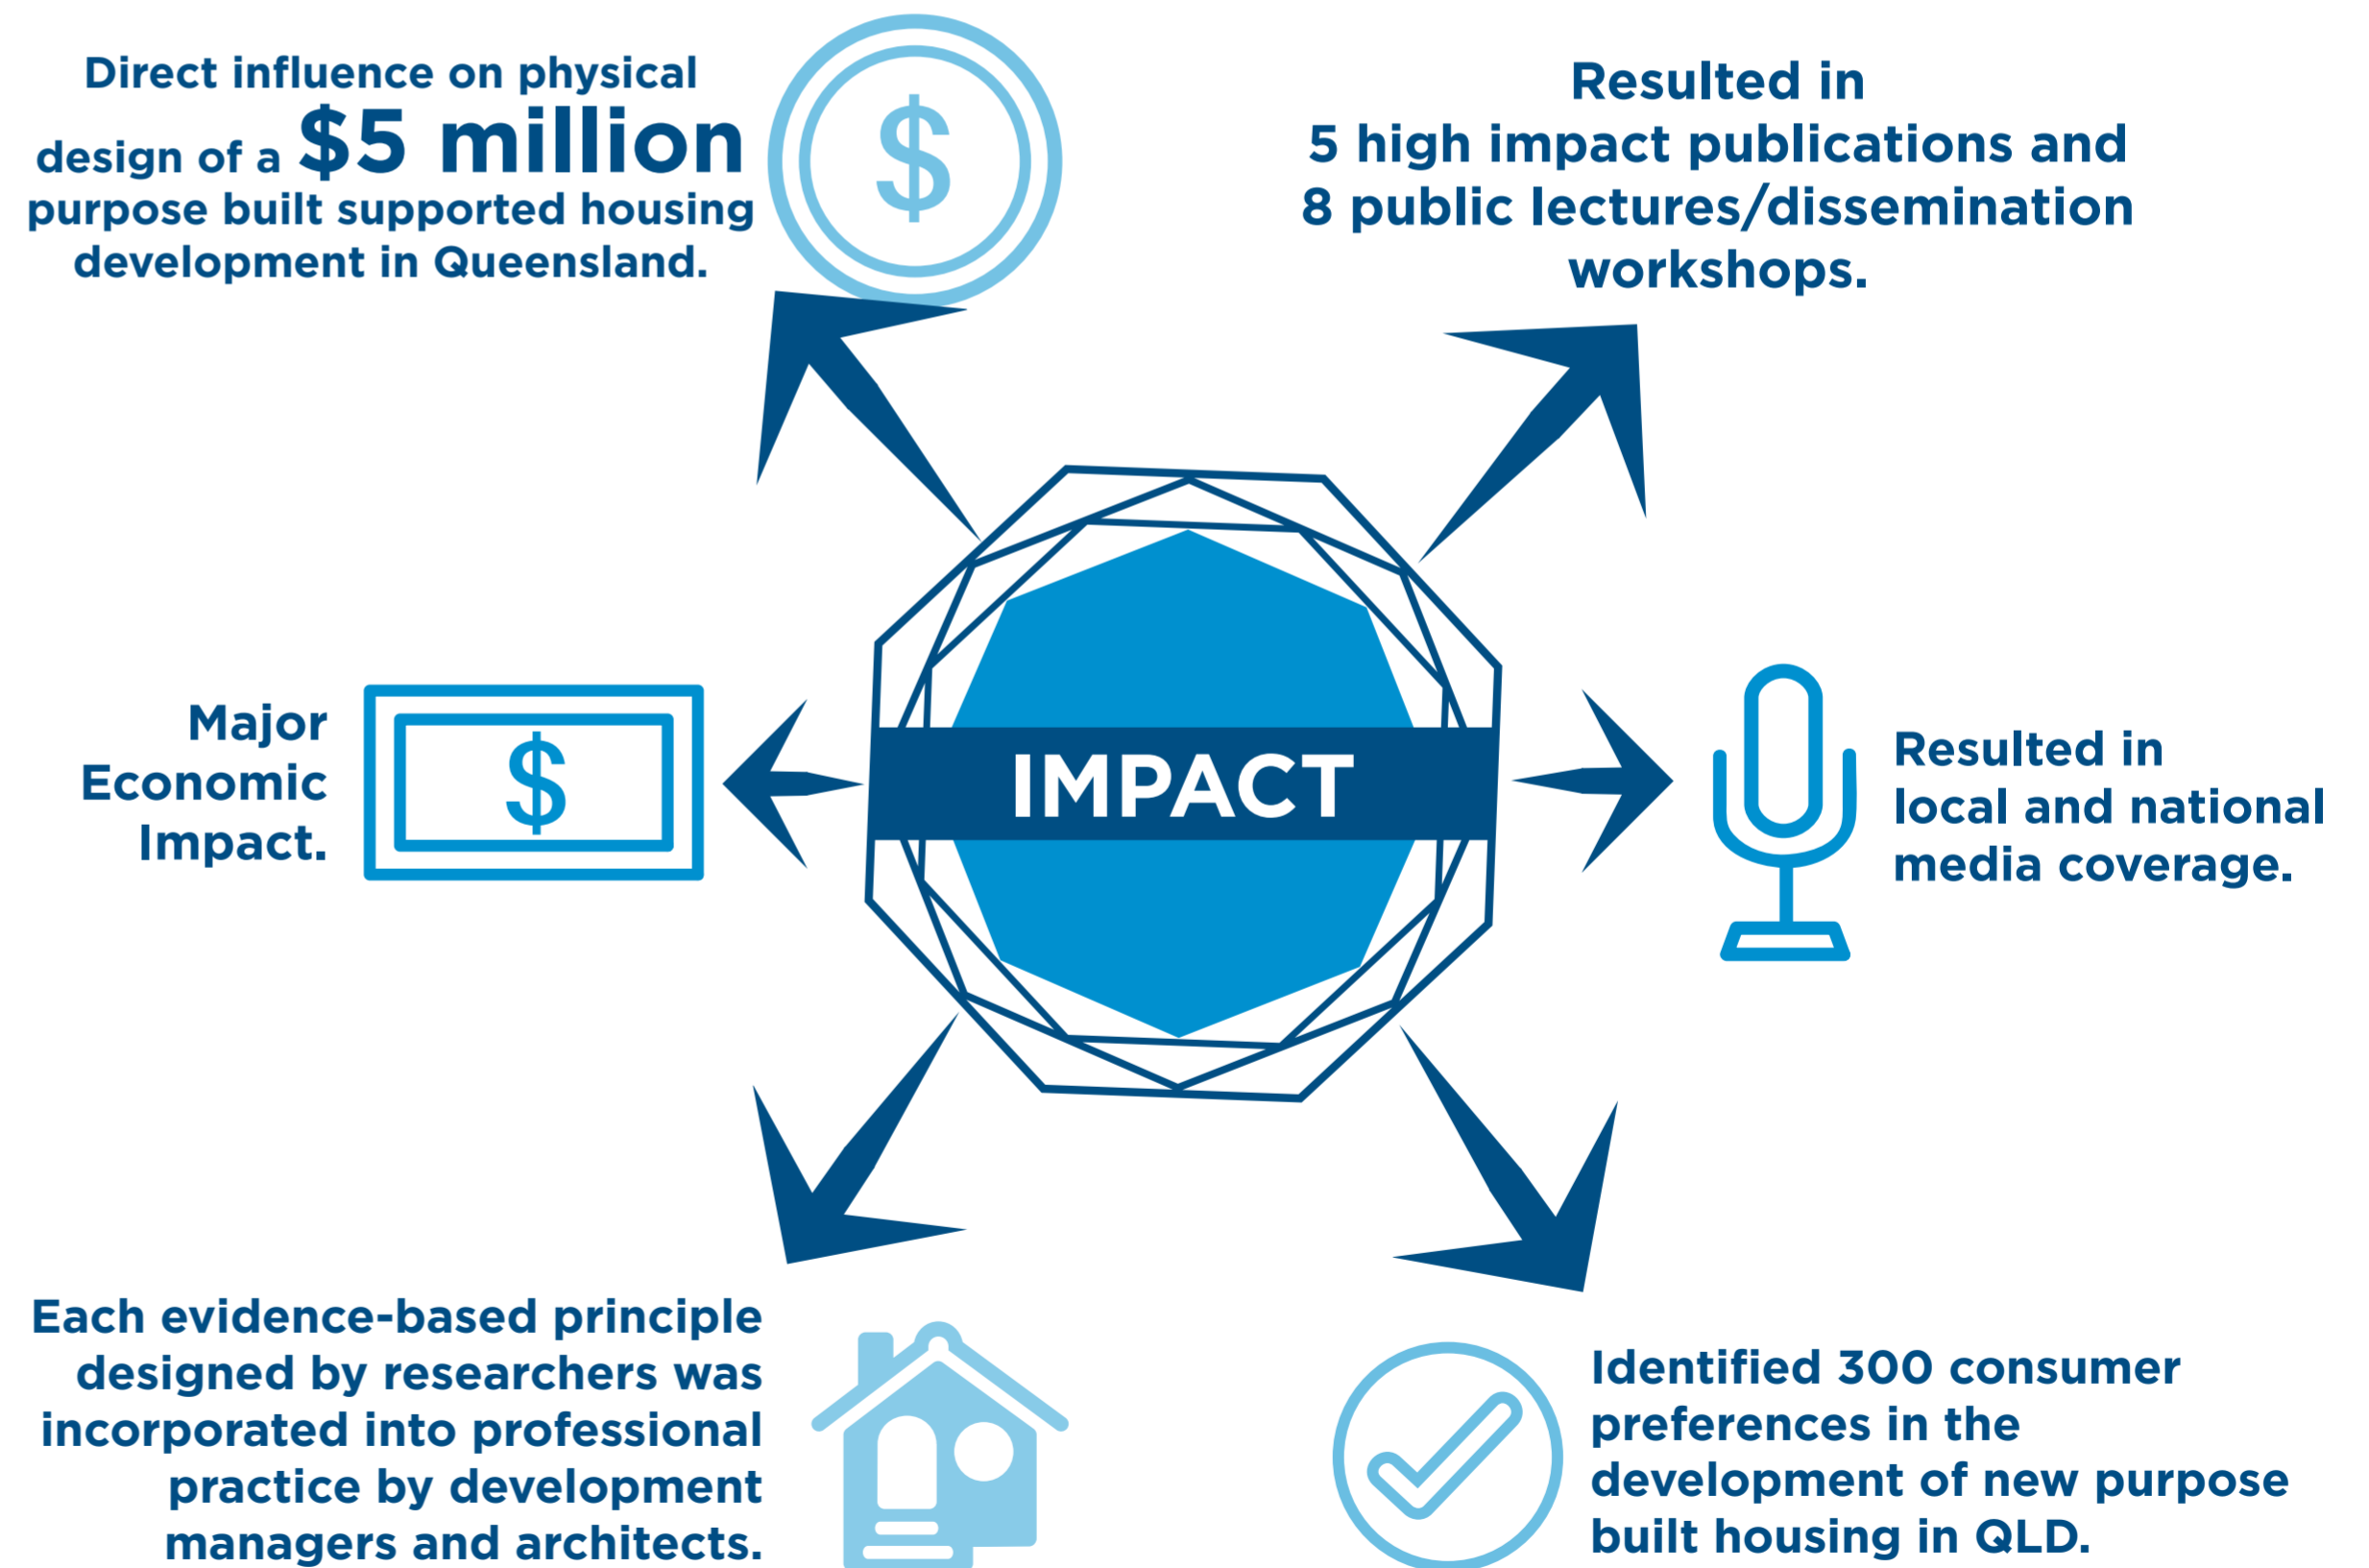 Direct influence on physical
design of a $5 million
purpose built supported housing
development in Queensland.
$
Resulted in
5 high impact publications and
8 public lectures/dissemination
workshops.
Major
Economic
Impact.
$
IMPACT
Resulted in
local and national
media coverage.
Each evidence-based principle
designed by researchers was
incorporated into professional
practice by development
managers and architects.
Identified 300 consumer
preferences in the
development of new purpose
built housing in QLD.